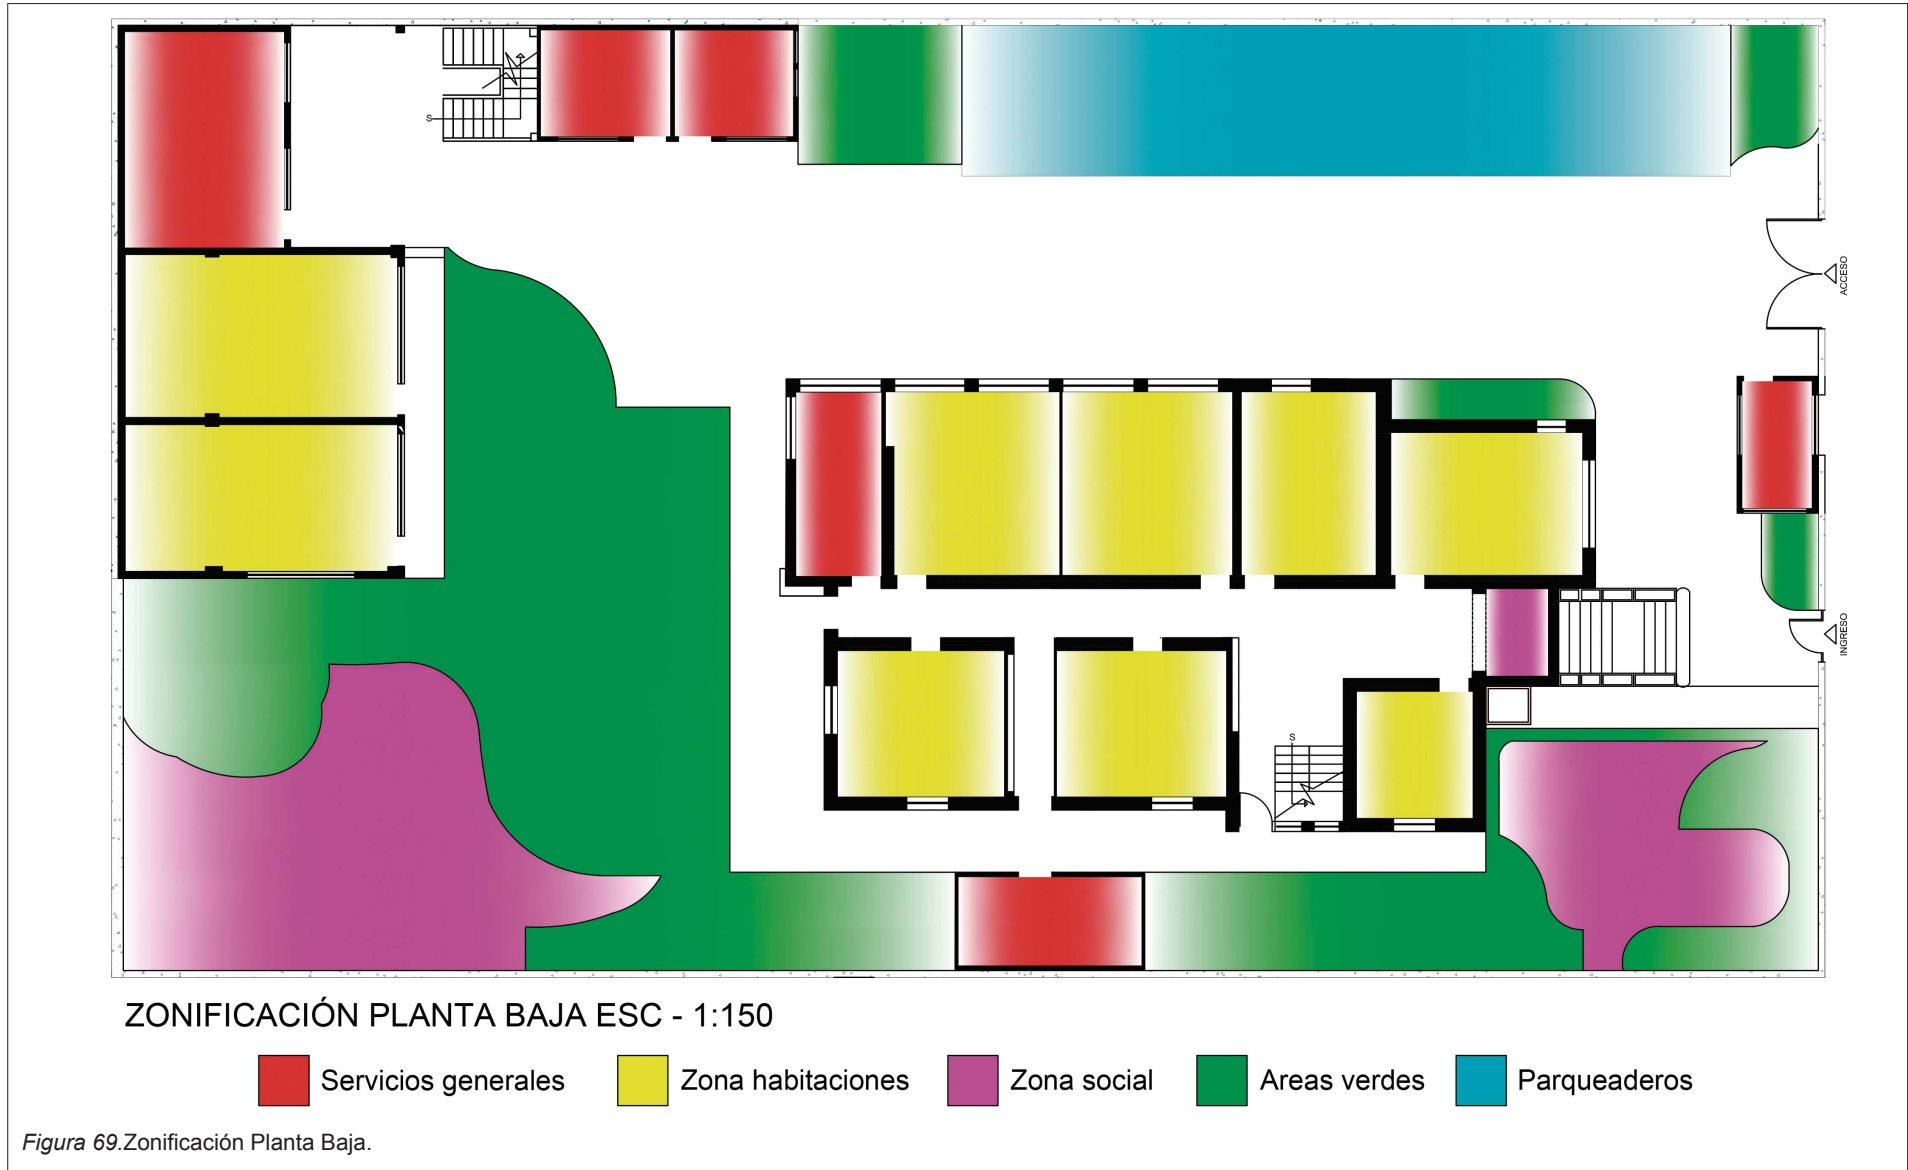 S
ACCESO
INGRESO
S
ZONIFICACIÓN PLANTA BAJA ESC - 1:150
Servicios generales
Zona habitaciones
Zona social
Areas verdes
Parqueaderos
Figura 69.Zonificación Planta Baja.